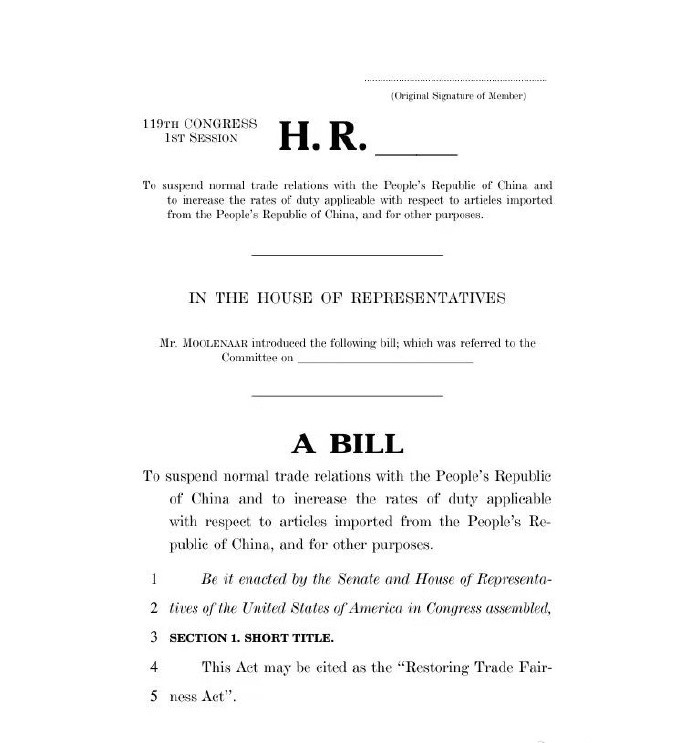 (Original Signature of Member)
119TH CONGRESS
1ST SESSION
H. R.
To suspend normal trade relations with the People's Republic of China and
to increase the rates of duty applicable with respect to articles imported
from the People's Republic of China, and for other purposes.
IN THE HOUSE OF REPRESENTATIVES
Mr. MOOLENAAR introduced the following bill; which was referred to the
Committee on
A BILL
To suspend normal trade relations with the People's Republic
of China and to increase the rates of duty applicable
with respect to articles imported from the People's Re-
public of China, and for other purposes.
1 Be it enacted by the Senate and House of Representa-
2 tives of the United States of America in Congress assembled,
3 SECTION 1. SHORT TITLE.
4 This Act may be cited as the “Restoring Trade Fair-
5 ness Act”.